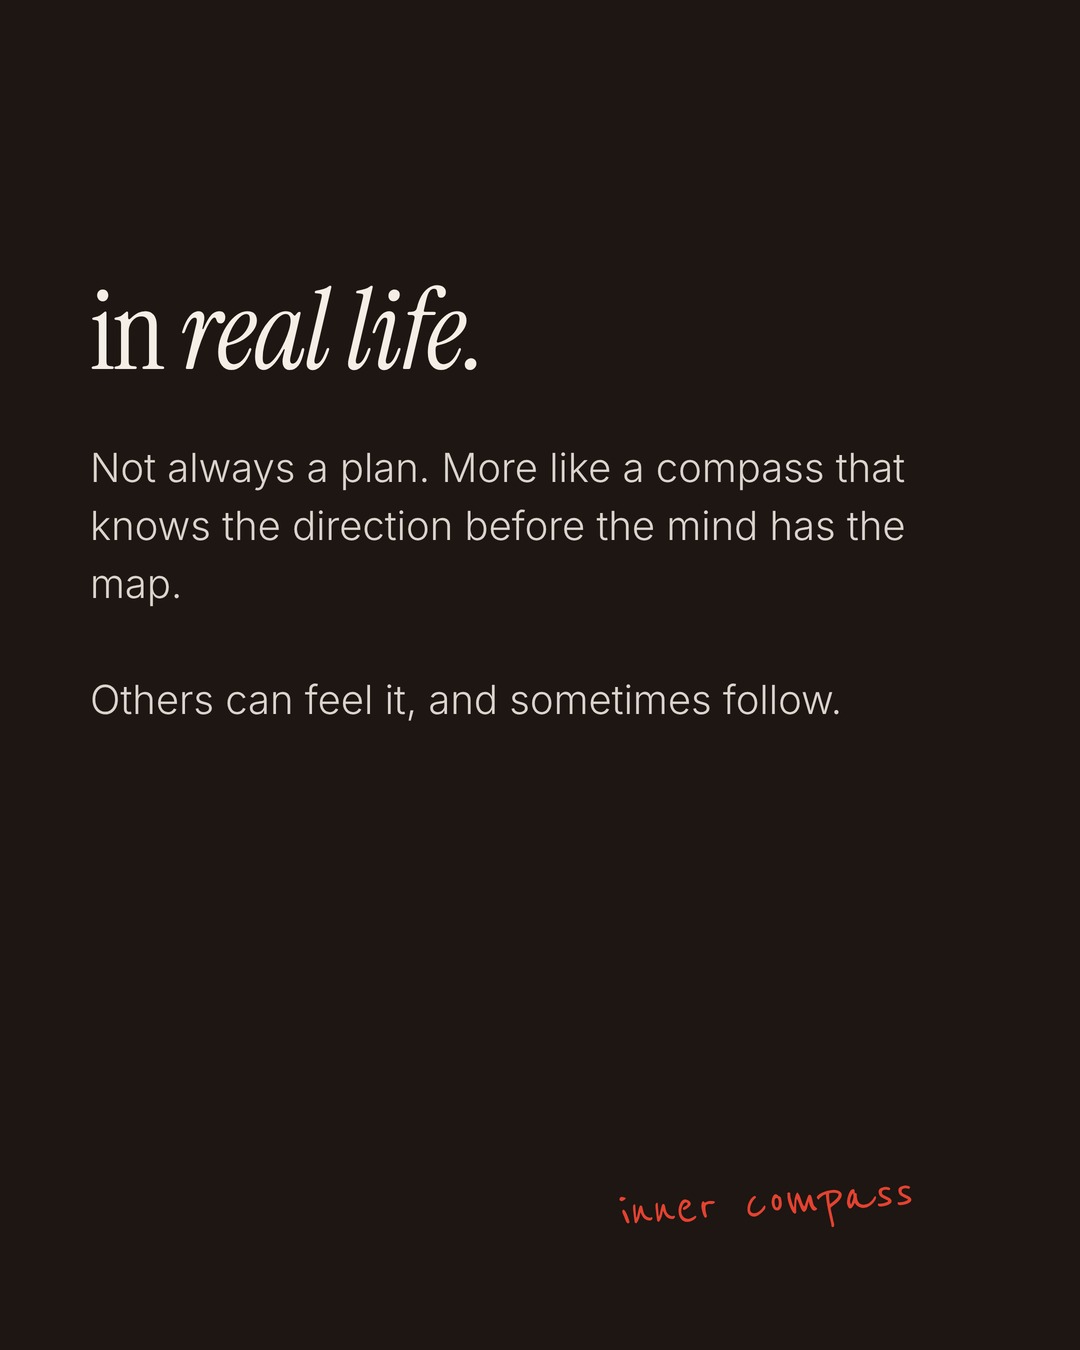 in real life.
Not always a plan. More like a compass that
knows the direction before the mind has the
map.
Others can feel it, and sometimes follow.
inner compass